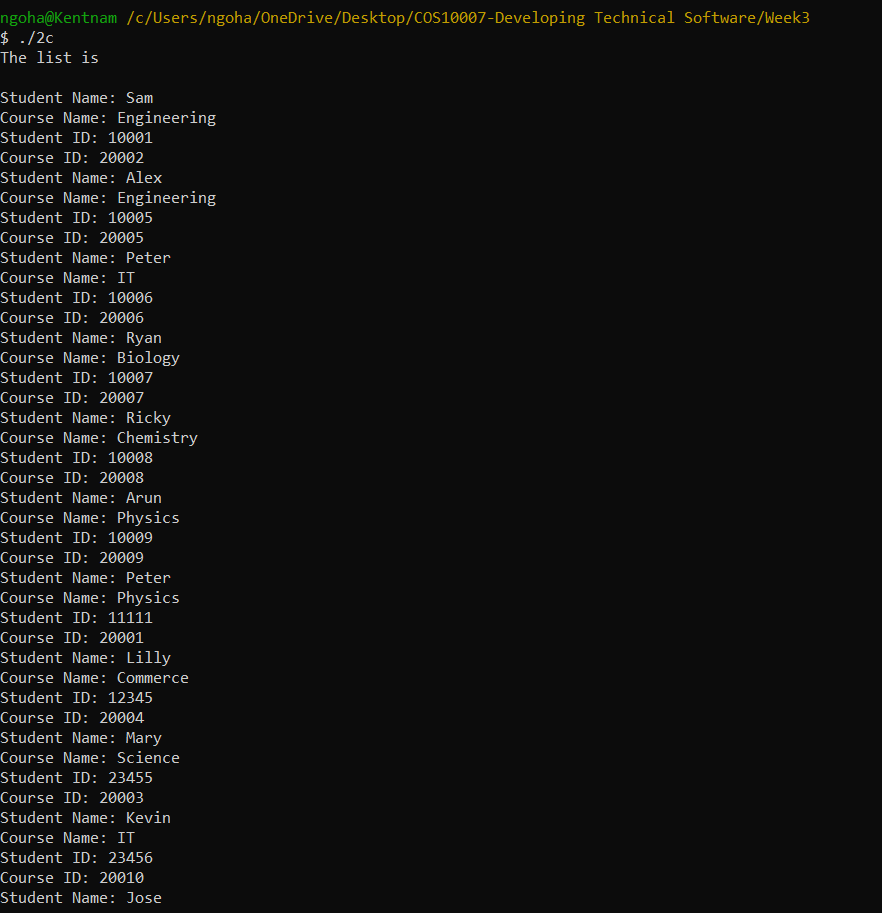 ngoha@Kentnam /c/Users/ngoha/OneDrive/Desktop/COS10007-Developing Technical Software/Week3
$ ./2c
The list is
Student Name: Sam
Course Name: Engineering
Student ID: 10001
Course ID: 20002
Student Name: Alex
Course Name: Engineering
Student ID: 10005
Course ID: 20005
Student Name: Peter
Course Name: IT
Student ID: 10006
Course ID: 20006
Student Name: Ryan
Course Name: Biology
Student ID: 10007
Course ID: 20007
Student Name: Ricky
Course Name: Chemistry
Student ID: 10008
Course ID: 20008
Student Name: Arun
Course Name: Physics
Student ID: 10009
Course ID: 20009
Student Name: Peter
Course Name: Physics
Student ID: 11111
Course ID: 20001
Student Name: Lilly
Course Name: Commerce
Student ID: 12345
Course ID: 20004
Student Name: Mary
Course Name: Science
Student ID: 23455
Course ID: 20003
Student Name: Kevin
Course Name: IT
Student ID: 23456
Course ID: 20010
Student Name: Jose